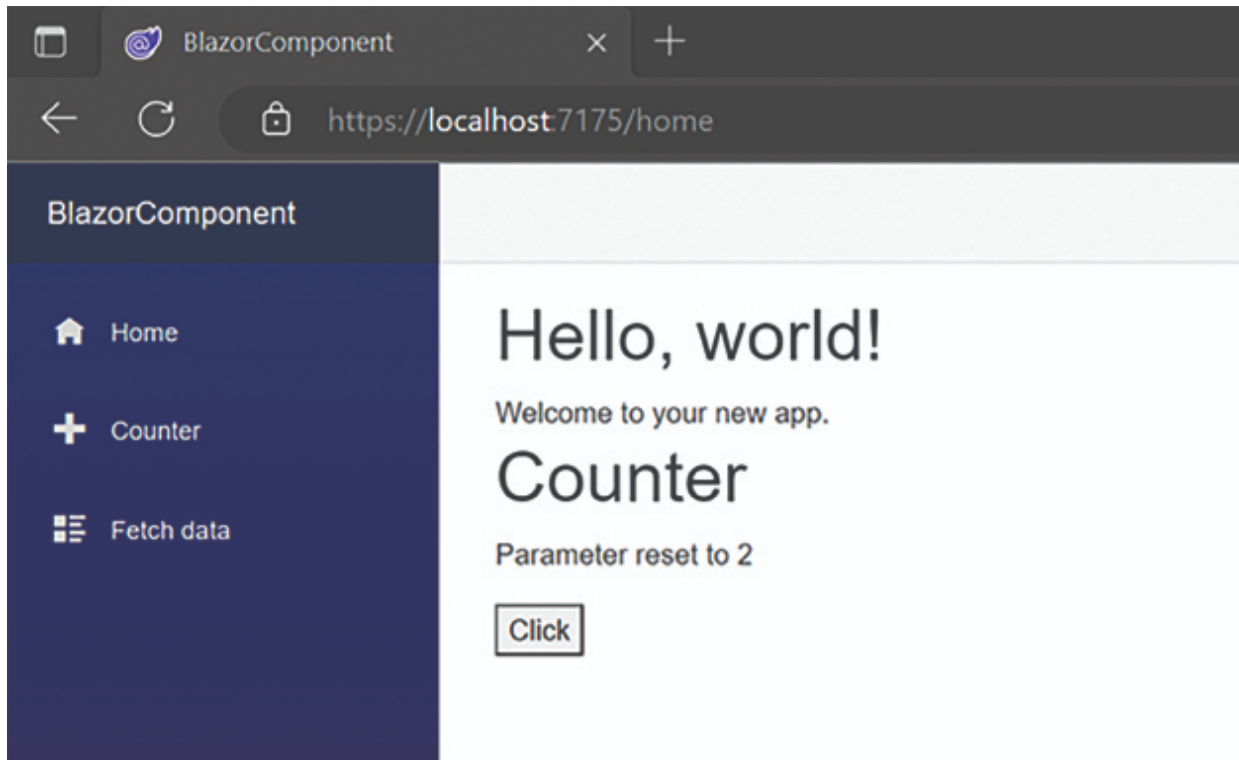 BlazorComponent
https://localhost:7175/home
BlazorComponent
Home
Counter
Fetch data
Hello, world!
Welcome to your new app.
Counter
Parameter reset to 2
Click